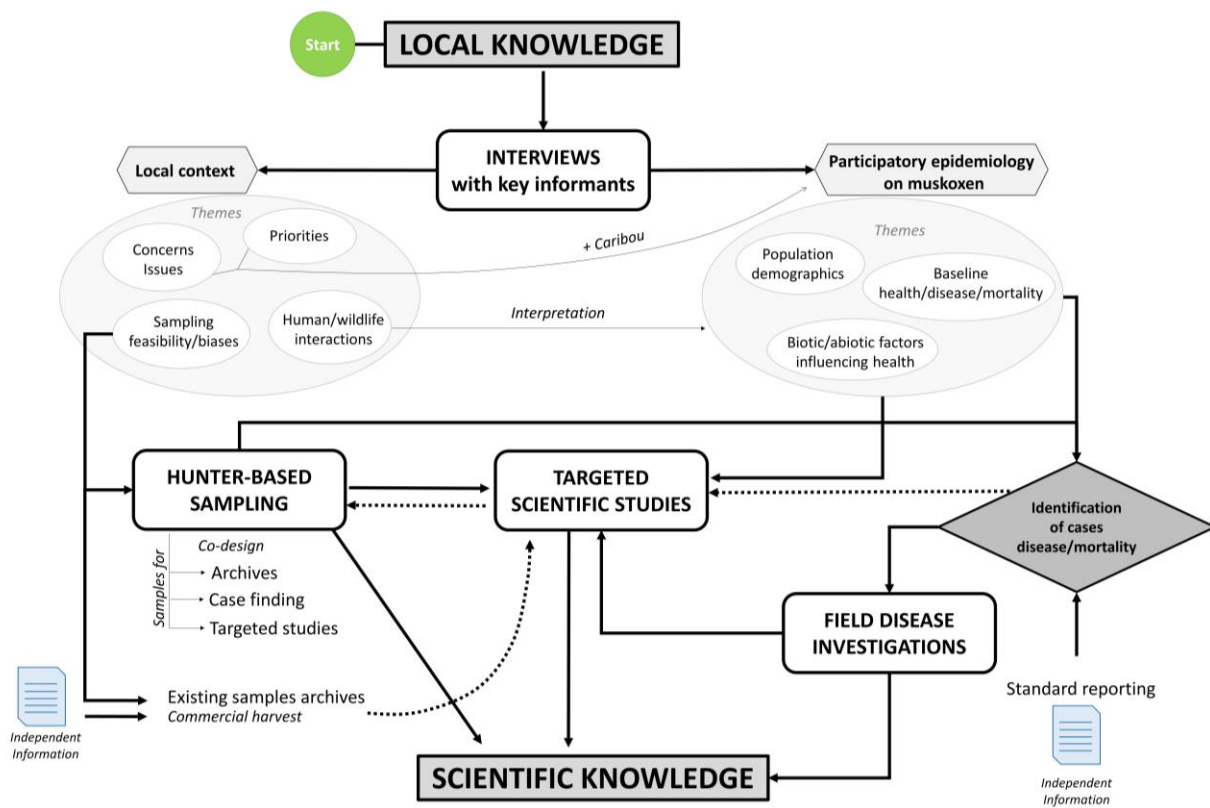 Start
LOCAL KNOWLEDGE
INTERVIEWS
with key informants
Local context
Participatory epidemiology
on muskoxen
Themes
Priorities
Concerns
Issues
Sampling
feasibility/biases
Human/wildlife
interactions
+ Caribou
Interpretation
Themes
Population
demographics
Baseline
health/disease/mortality
Biotic/abiotic factors
influencing health
HUNTER-BASED
SAMPLING
TARGETED
SCIENTIFIC STUDIES
Identification
of cases
disease/mortality
Samples for
Co-design
Archives
Case finding
Targeted studies
FIELD DISEASE
INVESTIGATIONS
Existing samples archives
Commercial harvest
Independent
Information
Standard reporting
Independent
Information
SCIENTIFIC KNOWLEDGE